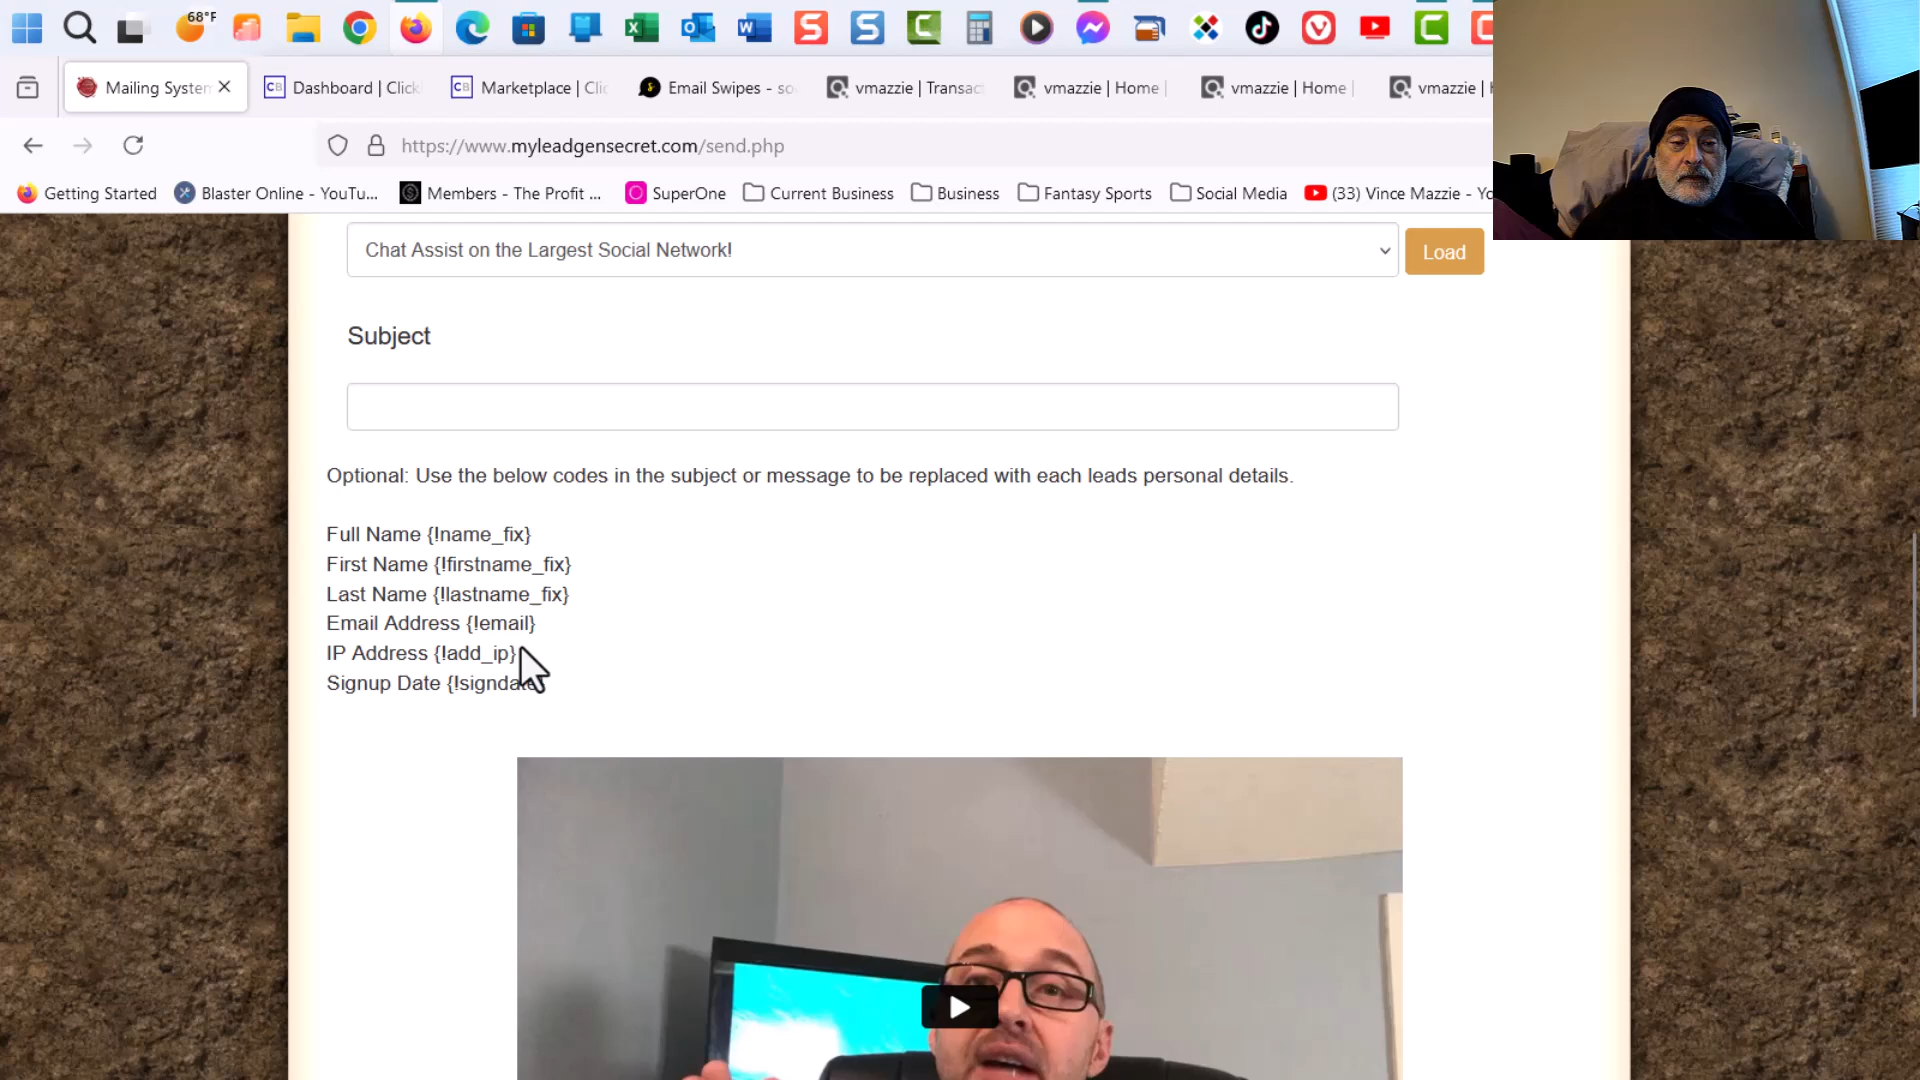 68°F
Mailing System
Dashboard | Click
Marketplace | Clic
Email Swipes - so
vmazzie | Transac
vmazzie | Home |
vmazzie | Home |
vmazzie |
https://www.myleadgensecret.com/send.php
Getting Started
Blaster Online - YouTu...
Members - The Profit ...
SuperOne
Current Business
Business
Fantasy Sports
Social Media
(33) Vince Mazzie - Yo
Chat Assist on the Largest Social Network!
Load
Subject
Optional: Use the below codes in the subject or message to be replaced with each leads personal details.
Full Name {!name_fix}
First Name {!firstname_fix}
Last Name {!lastname_fix}
Email Address {!email}
IP Address {!add_ip}
Signup Date {!signdate